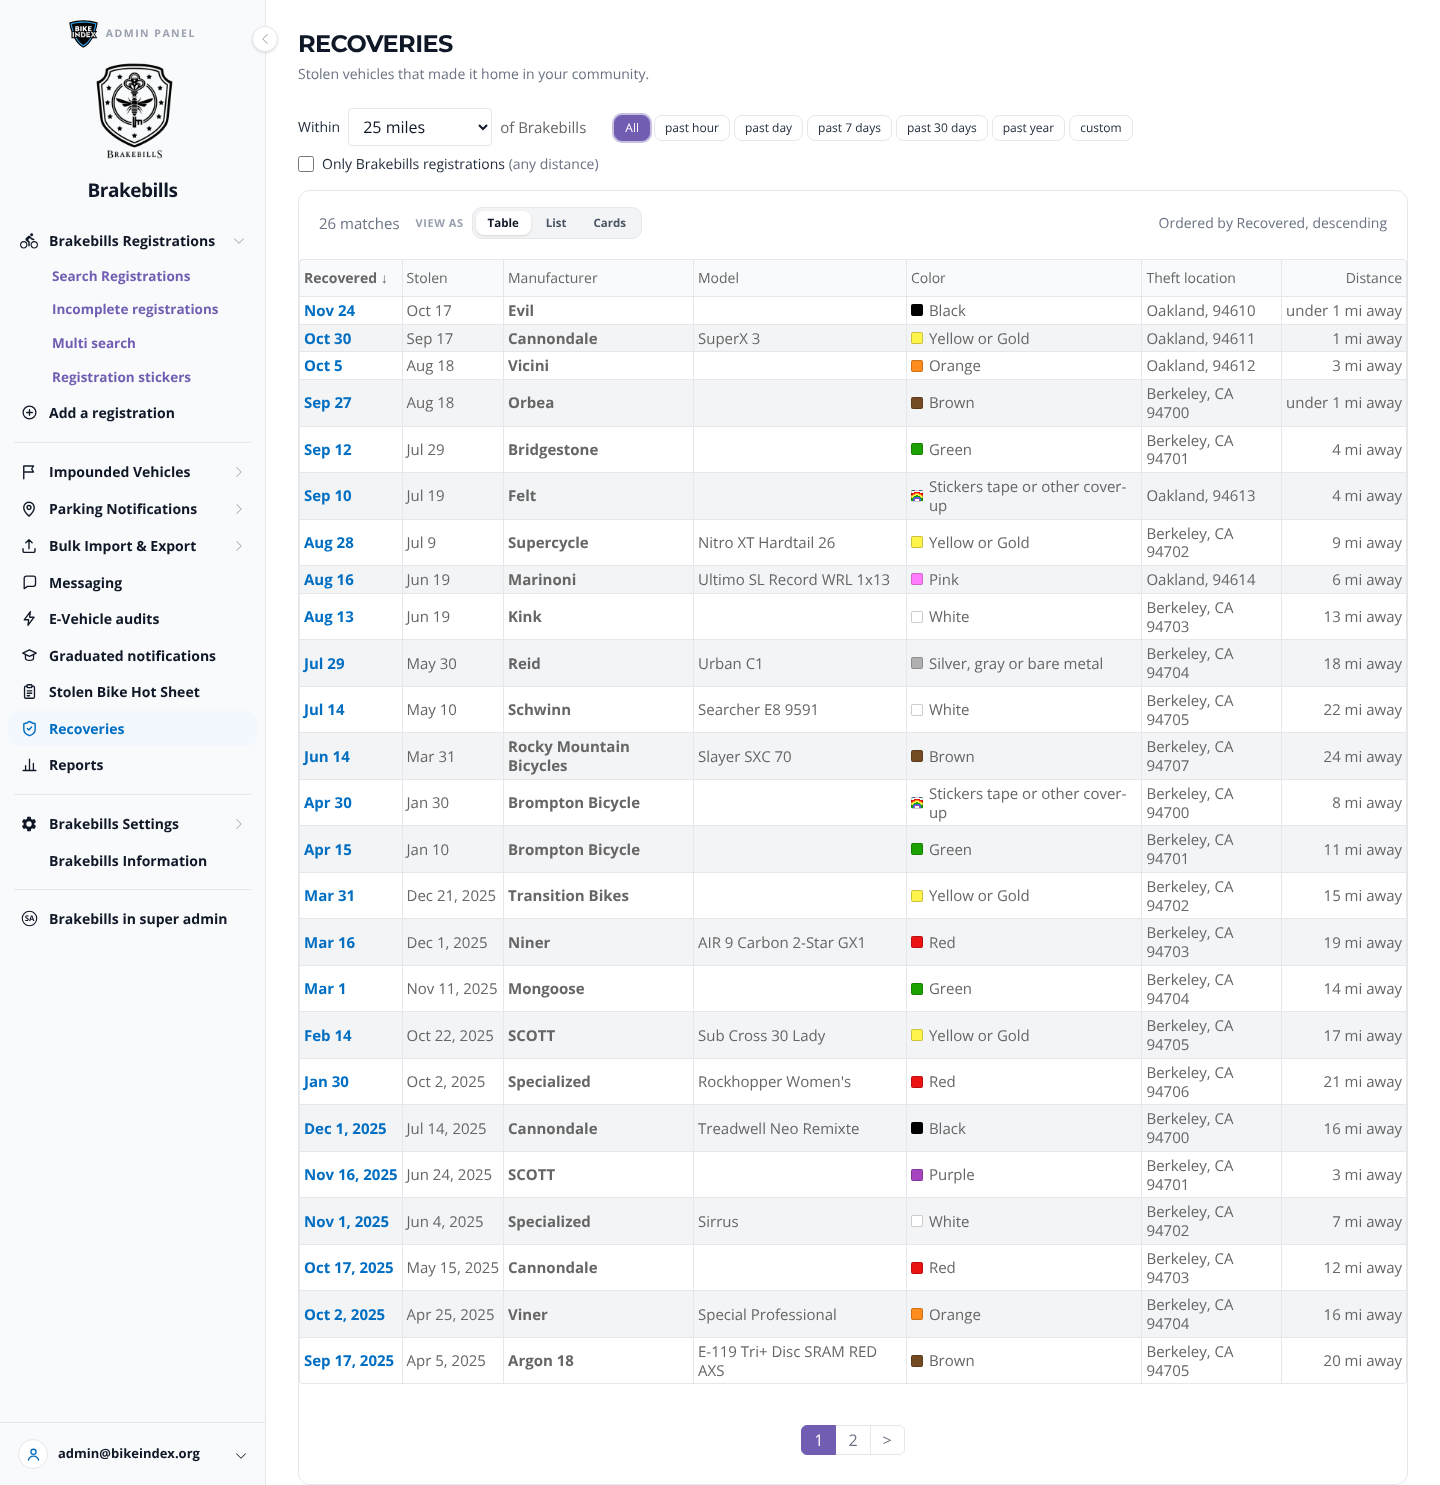 BIKE INDEX
ADMIN PANEL
BRAKEBILLS
Brakebills
Brakebills Registrations
Search Registrations
Incomplete registrations
Multi search
Registration stickers
Add a registration
Impounded Vehicles
Parking Notifications
Bulk Import & Export
Messaging
E-Vehicle audits
Graduated notifications
Stolen Bike Hot Sheet
Recoveries
Reports
Brakebills Settings
Brakebills Information
SA Brakebills in super admin
admin@bikeindex.org
RECOVERIES
Stolen vehicles that made it home in your community.
Within 25 miles of Brakebills All past hour past day past 7 days past 30 days past year custom
Only Brakebills registrations (any distance)
26 matches VIEW AS Table List Cards Ordered by Recovered, descending
Recovered ↓ Stolen Manufacturer Model Color Theft location Distance
Nov 24 Oct 17 Evil Black Oakland, 94610 under 1 mi away
Oct 30 Sep 17 Cannondale SuperX 3 Yellow or Gold Oakland, 94611 1 mi away
Oct 5 Aug 18 Vicini Orange Oakland, 94612 3 mi away
Sep 27 Aug 18 Orbea Brown Berkeley, CA 94700 under 1 mi away
Sep 12 Jul 29 Bridgestone Green Berkeley, CA 94701 4 mi away
Sep 10 Jul 19 Felt Stickers tape or other cover-up Oakland, 94613 4 mi away
Aug 28 Jul 9 Supercycle Nitro XT Hardtail 26 Yellow or Gold Berkeley, CA 94702 9 mi away
Aug 16 Jun 19 Marinoni Ultimo SL Record WRL 1x13 Pink Oakland, 94614 6 mi away
Aug 13 Jun 19 Kink White Berkeley, CA 94703 13 mi away
Jul 29 May 30 Reid Urban C1 Silver, gray or bare metal Berkeley, CA 94704 18 mi away
Jul 14 May 10 Schwinn Searcher E8 9591 White Berkeley, CA 94705 22 mi away
Jun 14 Mar 31 Rocky Mountain Bicycles Slayer SXC 70 Brown Berkeley, CA 94707 24 mi away
Apr 30 Jan 30 Brompton Bicycle Stickers tape or other cover-up Berkeley, CA 94700 8 mi away
Apr 15 Jan 10 Brompton Bicycle Green Berkeley, CA 94701 11 mi away
Mar 31 Dec 21, 2025 Transition Bikes Yellow or Gold Berkeley, CA 94702 15 mi away
Mar 16 Dec 1, 2025 Niner AIR 9 Carbon 2-Star GX1 Red Berkeley, CA 94703 19 mi away
Mar 1 Nov 11, 2025 Mongoose Green Berkeley, CA 94704 14 mi away
Feb 14 Oct 22, 2025 SCOTT Sub Cross 30 Lady Yellow or Gold Berkeley, CA 94705 17 mi away
Jan 30 Oct 2, 2025 Specialized Rockhopper Women's Red Berkeley, CA 94706 21 mi away
Dec 1, 2025 Jul 14, 2025 Cannondale Treadwell Neo Remixte Black Berkeley, CA 94700 16 mi away
Nov 16, 2025 Jun 24, 2025 SCOTT Purple Berkeley, CA 94701 3 mi away
Nov 1, 2025 Jun 4, 2025 Specialized Sirrus White Berkeley, CA 94702 7 mi away
Oct 17, 2025 May 15, 2025 Cannondale Red Berkeley, CA 94703 12 mi away
Oct 2, 2025 Apr 25, 2025 Viner Special Professional Orange Berkeley, CA 94704 16 mi away
Sep 17, 2025 Apr 5, 2025 Argon 18 E-119 Tri+ Disc SRAM RED AXS Brown Berkeley, CA 94705 20 mi away
1 2 >